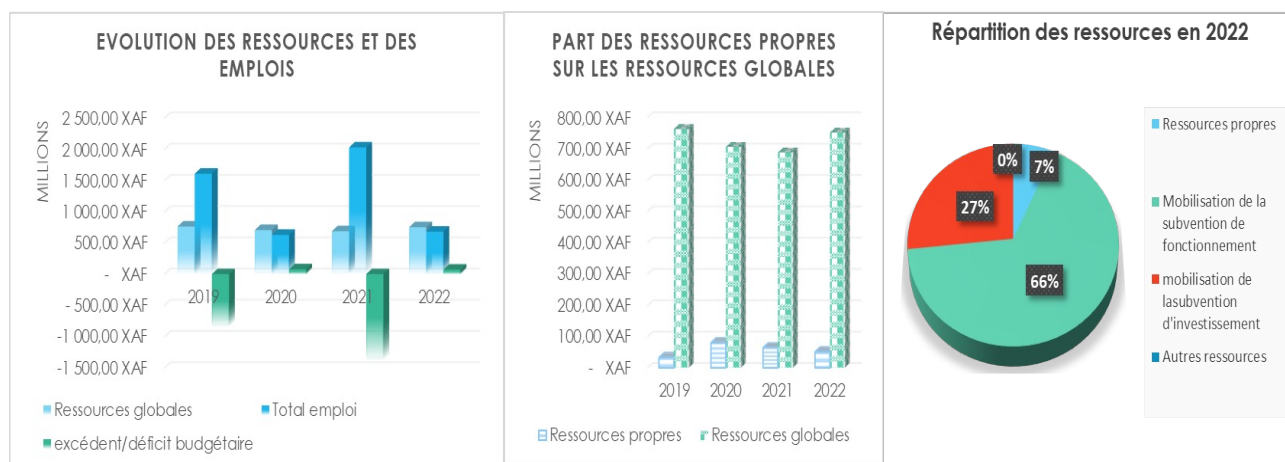 EVOLUTION DES RESSOURCES ET DES
EMPLOIS
MILLIONS
2 500,00 XAF
2 000,00 XAF
1 500,00 XAF
1 000,00 XAF
500,00 XAF
- XAF
-500,00 XAF
-1 000,00 XAF
-1 500,00 XAF
2019
2020
2021
2022
Ressources globales
Total emploi
excédent/déficit budgétaire
PART DES RESSOURCES PROPRES
SUR LES RESSOURCES GLOBALES
MILLIONS
800,00 XAF
700,00 XAF
600,00 XAF
500,00 XAF
400,00 XAF
300,00 XAF
200,00 XAF
100,00 XAF
- XAF
2019
2020
2021
2022
Ressources propres
Ressources globales
Répartition des ressources en 2022
0%
7%
27%
66%
Ressources propres
Mobilisation de la
subvention de
fonctionnement
mobilisation de
lasubvention
d'investissement
Autres ressources